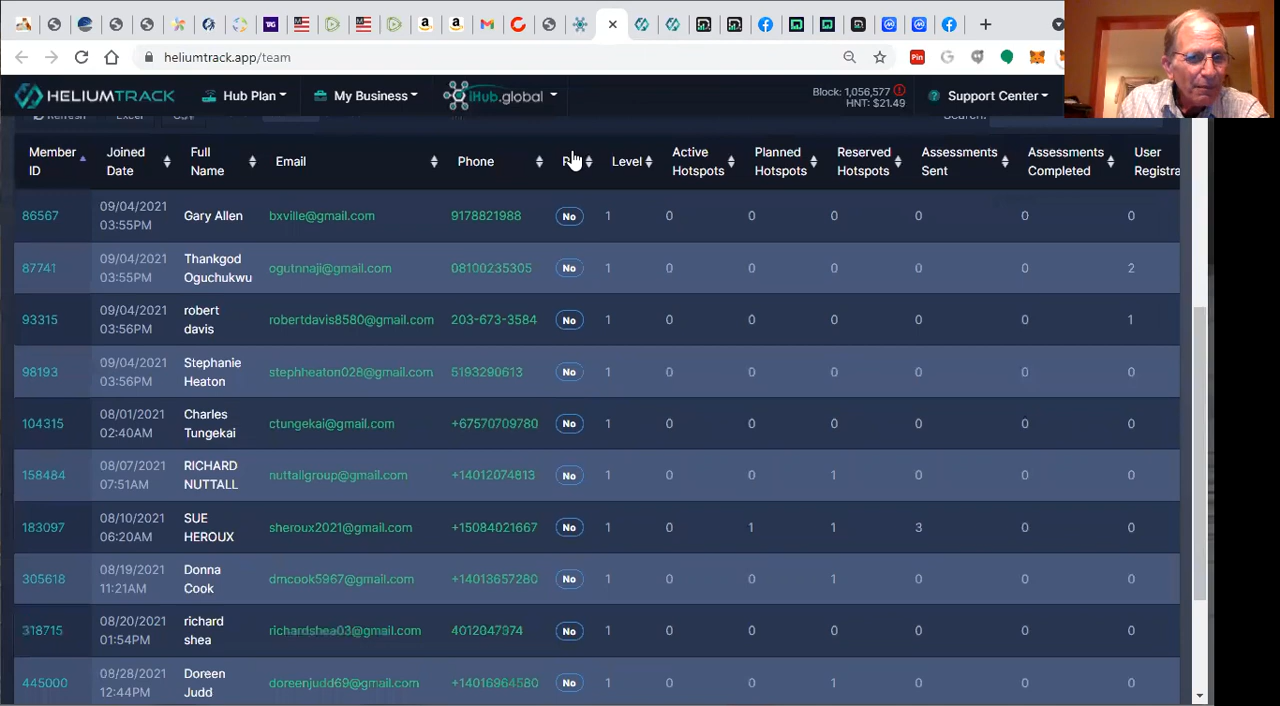 heliumtrack.app/team
Pin
HELIUMTRACK Hub Plan My Business iHub.global Block: 1,056,577 Support Center
HNT: $21.49
Refresh Excel Search:
Member ID Joined Date Full Name Email Phone Level Active Hotspots Planned Hotspots Reserved Hotspots Assessments Sent Assessments Completed User Registra
86567 09/04/2021 03:55PM Gary Allen bxville@gmail.com 9178821988 No 1 0 0 0 0 0 0
87741 09/04/2021 03:55PM Thankgod Oguchukwu ogutnnaji@gmail.com 08100235305 No 1 0 0 0 0 0 2
93315 09/04/2021 03:56PM robert davis robertdavis8580@gmail.com 203-673-3584 No 1 0 0 0 0 0 1
98193 09/04/2021 03:56PM Stephanie Heaton stephheaton028@gmail.com 5193290613 No 1 0 0 0 0 0 0
104315 08/01/2021 02:40AM Charles Tungekai ctungekai@gmail.com +67570709780 No 1 0 0 0 0 0 0
158484 08/07/2021 07:51AM RICHARD NUTTALL nuttallgroup@gmail.com +14012074813 No 1 0 0 1 0 0 0
183097 08/10/2021 06:20AM SUE HEROUX sheroux2021@gmail.com +15084021667 No 1 0 1 1 3 0 0
305618 08/19/2021 11:21AM Donna Cook dmcook5967@gmail.com +14013657280 No 1 0 0 1 0 0 0
318715 08/20/2021 01:54PM richard shea richardshea03@gmail.com 4012047374 No 1 0 0 0 0 0 0
445000 08/28/2021 12:44PM Doreen Judd doreenjudd69@gmail.com +14016964580 No 1 0 0 1 0 0 0